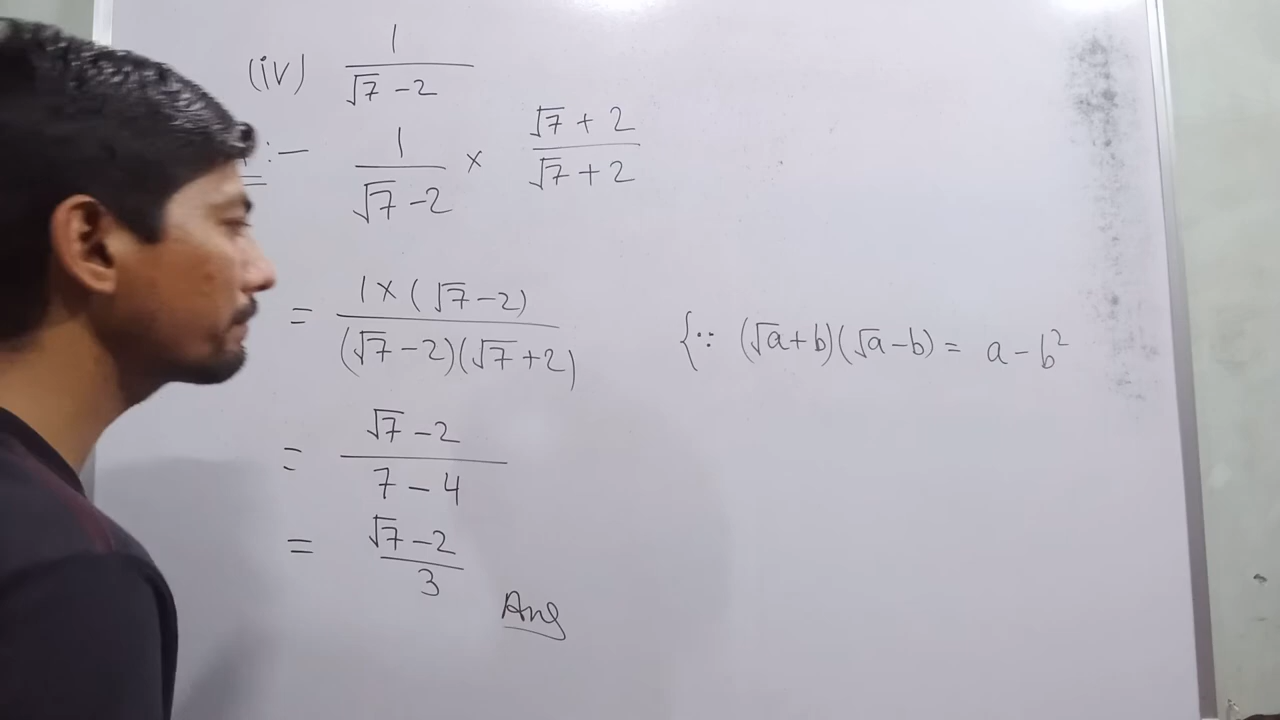 (iv) 1/(√7 - 2)
:- 1/(√7 - 2) × (√7 + 2)/(√7 + 2)
= 1 × (√7 - 2)/(√7 - 2)(√7 + 2) {∵ (√a + b)(√a - b) = a - b²
= (√7 - 2)/(7 - 4)
= (√7 - 2)/3
Ans